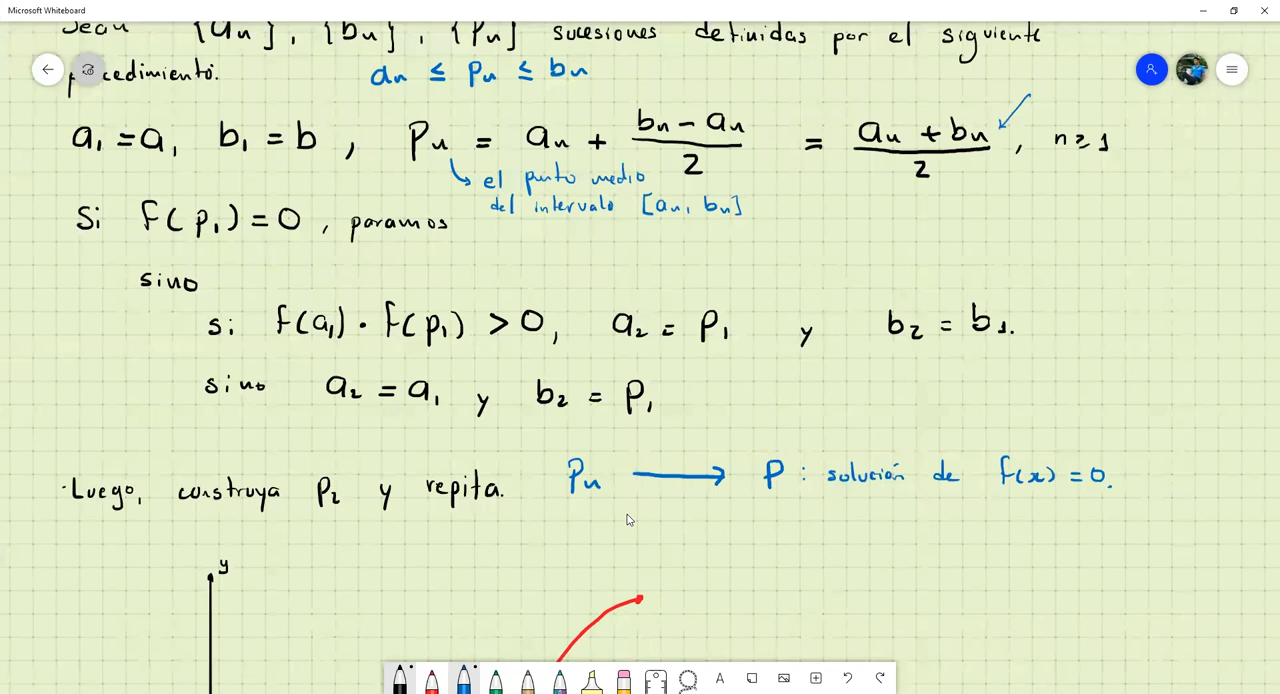 Microsoft Whiteboard
Sean {an}, {bn}, {Pn} sucesiones definidas por el siguiente
procedimiento.
an ≤ pn ≤ bn
a1 = a, b1 = b, Pn = an + (bn - an)/2 = (an + bn)/2, n ≥ 1
↳ el punto medio
del intervalo [an, bn]
Si f(p1) = 0, paramos
sino
si f(a1) · f(p1) > 0, a2 = p1 y b2 = b1.
sino a2 = a1 y b2 = p1
· Luego, construya p2 y repita. Pn ⟶ P : solución de f(x) = 0.
y
A